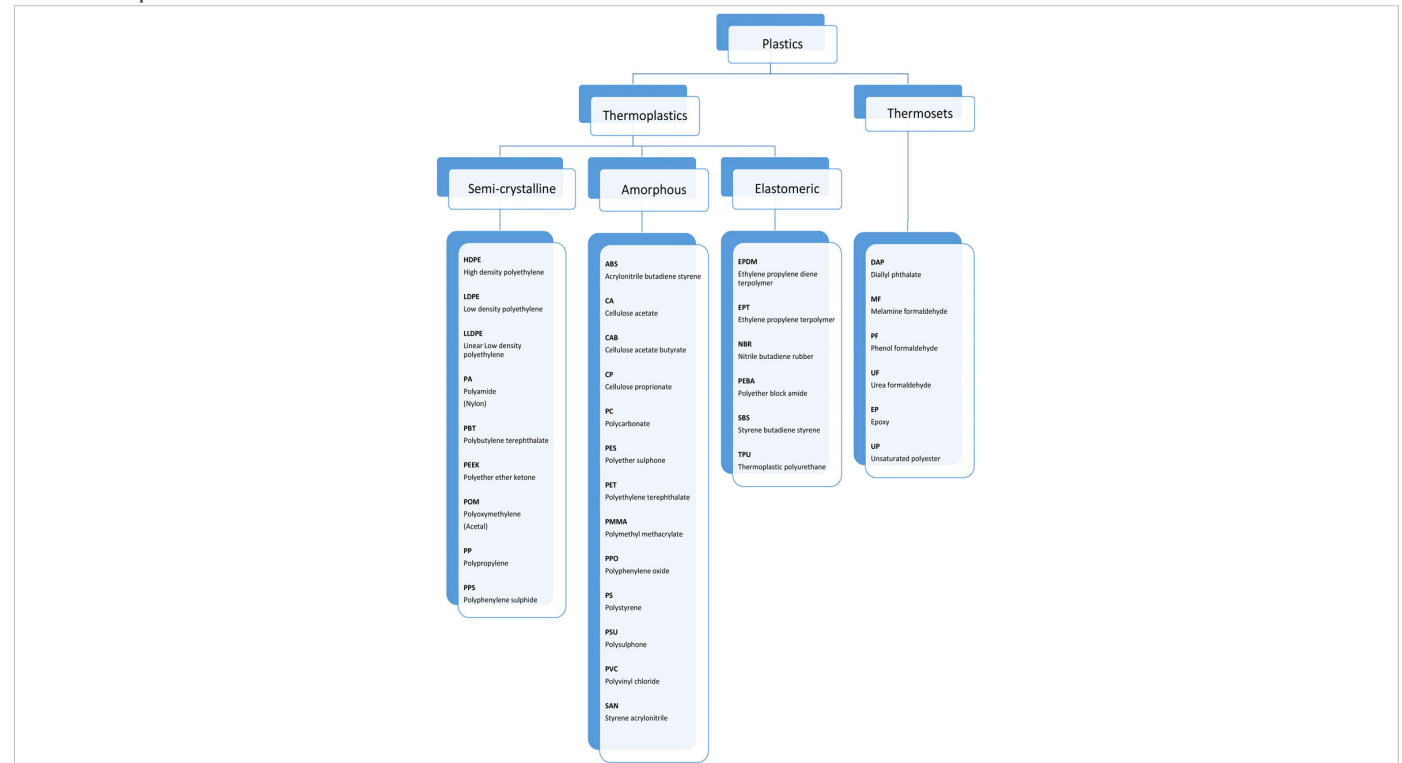 Plastics
Thermoplastics
Thermosets
Semi-crystalline
Amorphous
Elastomeric
HDPE
High density polyethylene
LDPE
Low density polyethylene
LLDPE
Linear Low density
polyethylene
PA
Polyamide
(Nylon)
PBT
Polybutylene terephthalate
PEEK
Polyether ether ketone
POM
Polyoxymethylene
(Acetal)
PP
Polypropylene
PPS
Polyphenylene sulphide
ABS
Acrylonitrile butadiene styrene
CA
Cellulose acetate
CAB
Cellulose acetate butyrate
CP
Cellulose proprionate
PC
Polycarbonate
PES
Polyether sulphone
PET
Polyethylene terephthalate
PMMA
Polymethyl methacrylate
PPO
Polyphenylene oxide
PS
Polystyrene
PSU
Polysulphone
PVC
Polyvinyl chloride
SAN
Styrene acrylonitrile
EPDM
Ethylene propylene diene
terpolymer
EPT
Ethylene propylene terpolymer
NBR
Nitrile butadiene rubber
PEBA
Polyether block amide
SBS
Styrene butadiene styrene
TPU
Thermoplastic polyurethane
DAP
Diallyl phthalate
MF
Melamine formaldehyde
PF
Phenol formaldehyde
UF
Urea formaldehyde
EP
Epoxy
UP
Unsaturated polyester